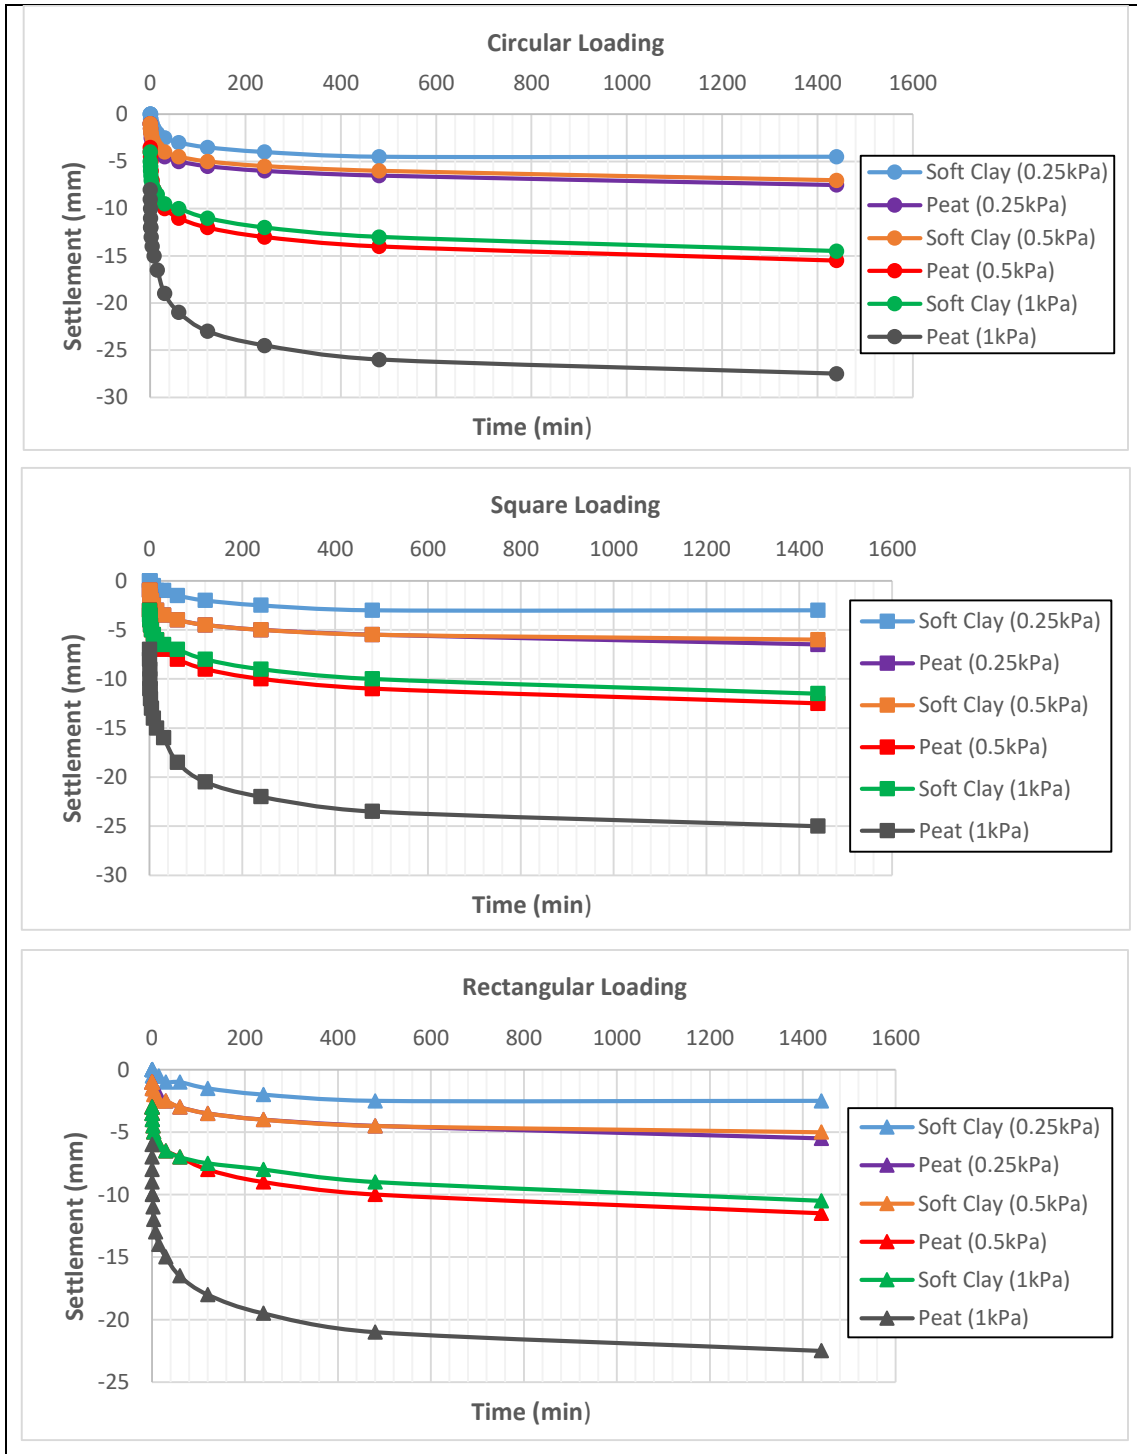 Circular Loading
0 200 400 600 800 1000 1200 1400 1600
0
-5
-10
-15
-20
-25
-30
Settlement (mm)
Time (min)
Soft Clay (0.25kPa)
Peat (0.25kPa)
Soft Clay (0.5kPa)
Peat (0.5kPa)
Soft Clay (1kPa)
Peat (1kPa)
Square Loading
0 200 400 600 800 1000 1200 1400 1600
0
-5
-10
-15
-20
-25
-30
Settlement (mm)
Time (min)
Soft Clay (0.25kPa)
Peat (0.25kPa)
Soft Clay (0.5kPa)
Peat (0.5kPa)
Soft Clay (1kPa)
Peat (1kPa)
Rectangular Loading
0 200 400 600 800 1000 1200 1400 1600
0
-5
-10
-15
-20
-25
Settlement (mm)
Time (min)
Soft Clay (0.25kPa)
Peat (0.25kPa)
Soft Clay (0.5kPa)
Peat (0.5kPa)
Soft Clay (1kPa)
Peat (1kPa)